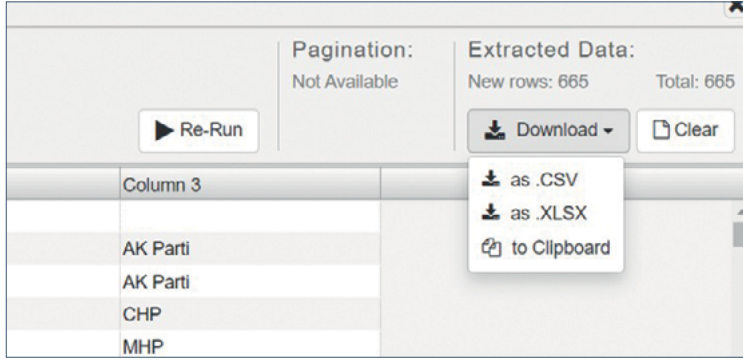 Pagination:
Not Available
Extracted Data:
New rows: 665 Total: 665
Re-Run
Download
Clear
as .CSV
as .XLSX
to Clipboard
Column 3
AK Parti
AK Parti
CHP
MHP